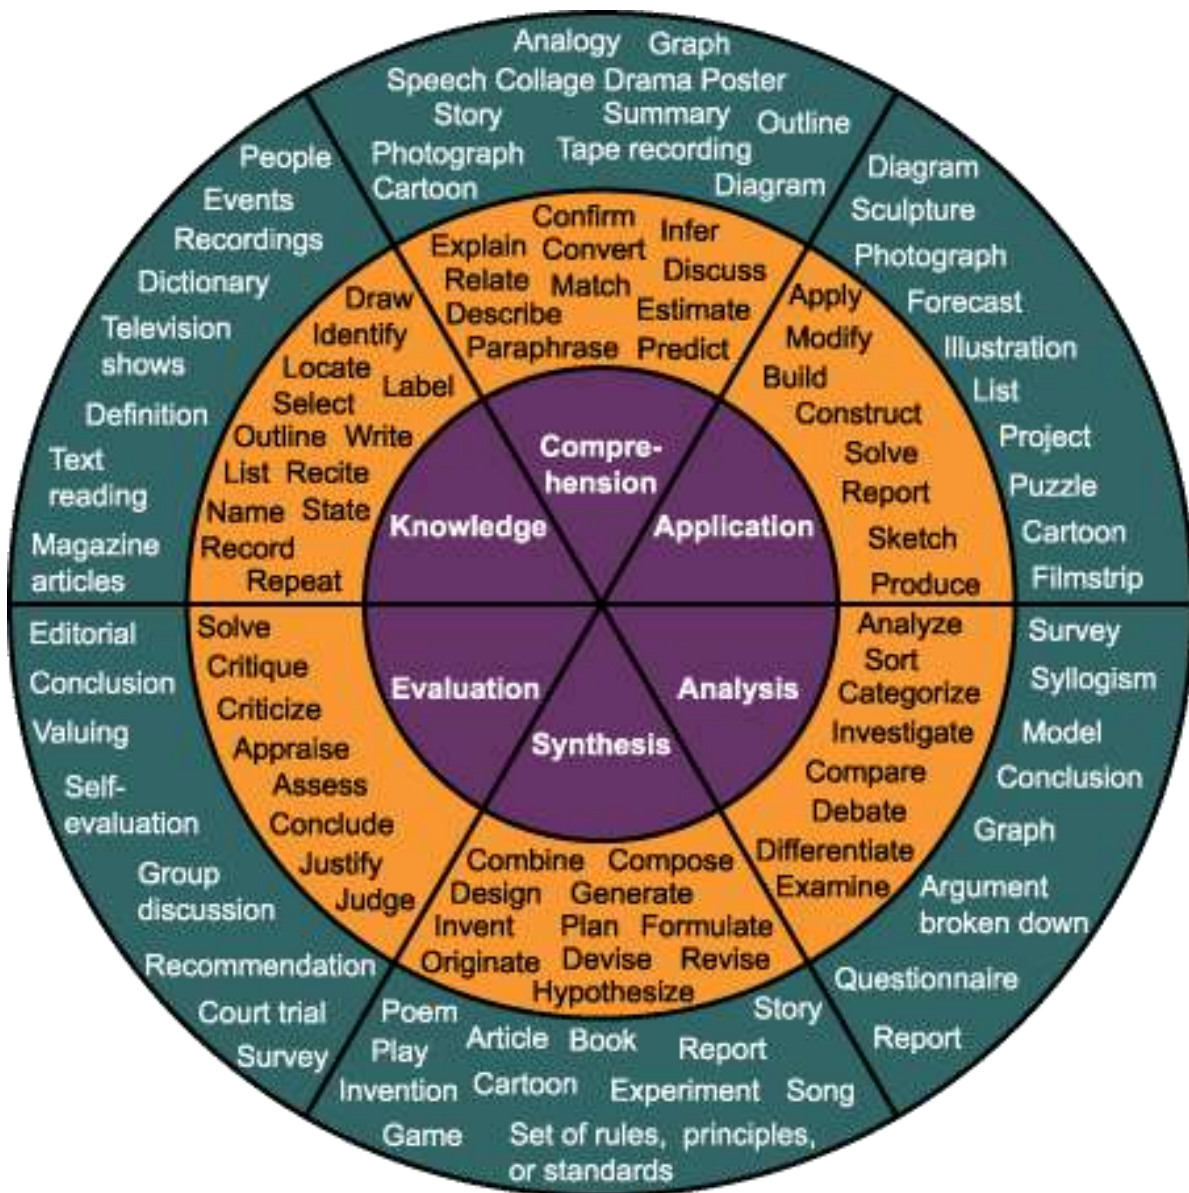 Analogy Graph
Speech Collage Drama Poster
Story Summary Outline
Photograph Tape recording
Cartoon Diagram
Confirm Infer
Explain Convert
Relate Match Discuss
Describe Estimate
Paraphrase Predict
Compre-
hension
People
Events
Recordings
Dictionary
Television
shows
Definition
Text
reading
Magazine
articles
Draw
Identify
Locate Label
Select
Outline Write
List Recite
Name State
Record
Repeat
Knowledge
Diagram
Sculpture
Photograph
Forecast
Illustration
List
Project
Puzzle
Cartoon
Filmstrip
Apply
Modify
Build
Construct
Solve
Report
Sketch
Produce
Application
Editorial
Conclusion
Valuing
Self-
evaluation
Group
discussion
Recommendation
Court trial
Survey
Solve
Critique
Criticize
Appraise
Assess
Conclude
Justify
Judge
Evaluation
Synthesis
Combine Compose
Design Generate
Invent Plan Formulate
Originate Devise Revise
Hypothesize
Poem Story
Play Article Book Report
Invention Cartoon Experiment Song
Game Set of rules, principles,
or standards
Analysis
Analyze
Sort
Categorize
Investigate
Compare
Debate
Differentiate
Examine
Survey
Syllogism
Model
Conclusion
Graph
Argument
broken down
Questionnaire
Report